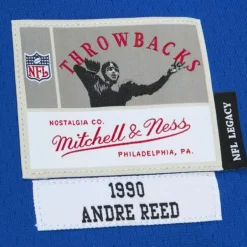 THROWBACKS
NFL
NOSTALGIA CO.
Mitchell & Ness
PHILADELPHIA, PA.
NFL LEGACY
1990
ANDRE REED